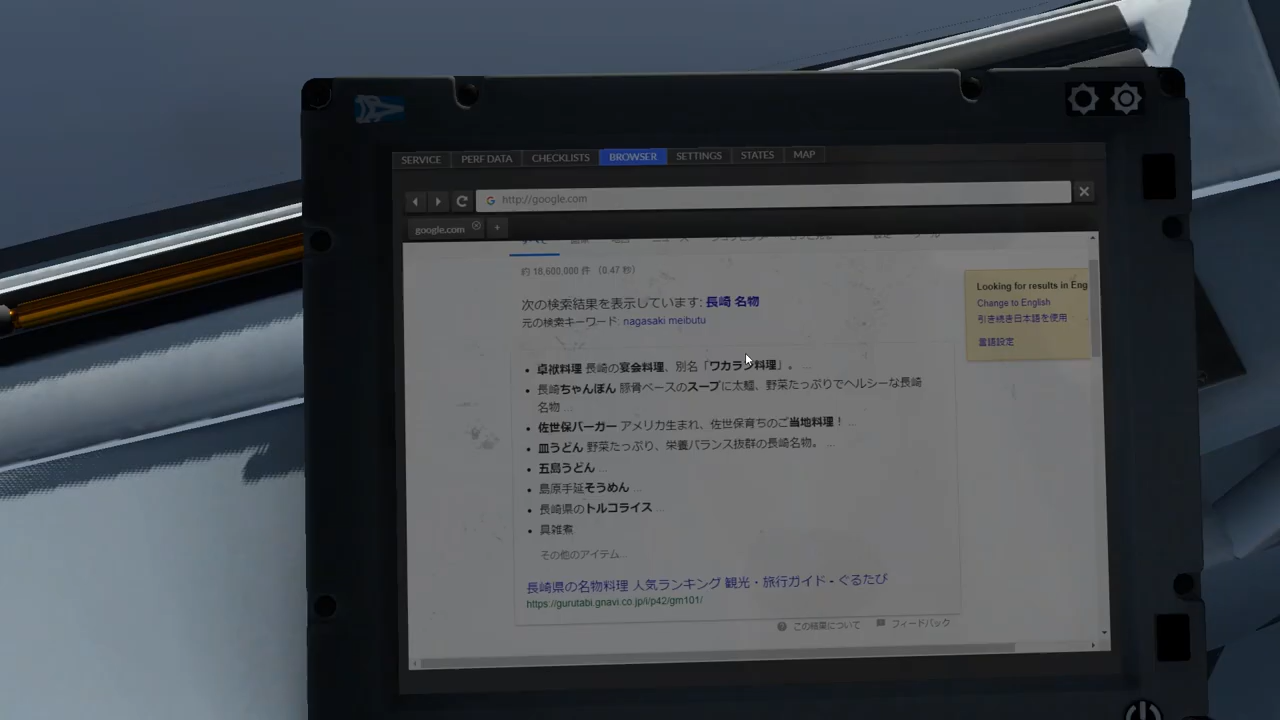 SERVICE PERF DATA CHECKLISTS BROWSER SETTINGS STATES MAP
http://google.com
google.com
約 18,600,000 件 (0.47 秒)
次の検索結果を表示しています: 長崎 名物
元の検索キーワード: nagasaki meibutu
卓袱料理 長崎の宴会料理、別名「ワカラン料理」。 ...
長崎ちゃんぽん 豚骨ベースのスープに太麺、野菜たっぷりでヘルシーな長崎
名物 ...
佐世保バーガー アメリカ生まれ、佐世保育ちのご当地料理！ ...
皿うどん 野菜たっぷり、栄養バランス抜群の長崎名物。 ...
五島うどん ...
島原手延そうめん ...
長崎県のトルコライス ...
具雑煮
その他のアイテム...
長崎県の名物料理 人気ランキング 観光・旅行ガイド - ぐるたび
https://gurutabi.gnavi.co.jp/i/p42/gm101/
この結果について フィードバック
Looking for results in Eng
Change to English
引き続き日本語を使用
言語設定